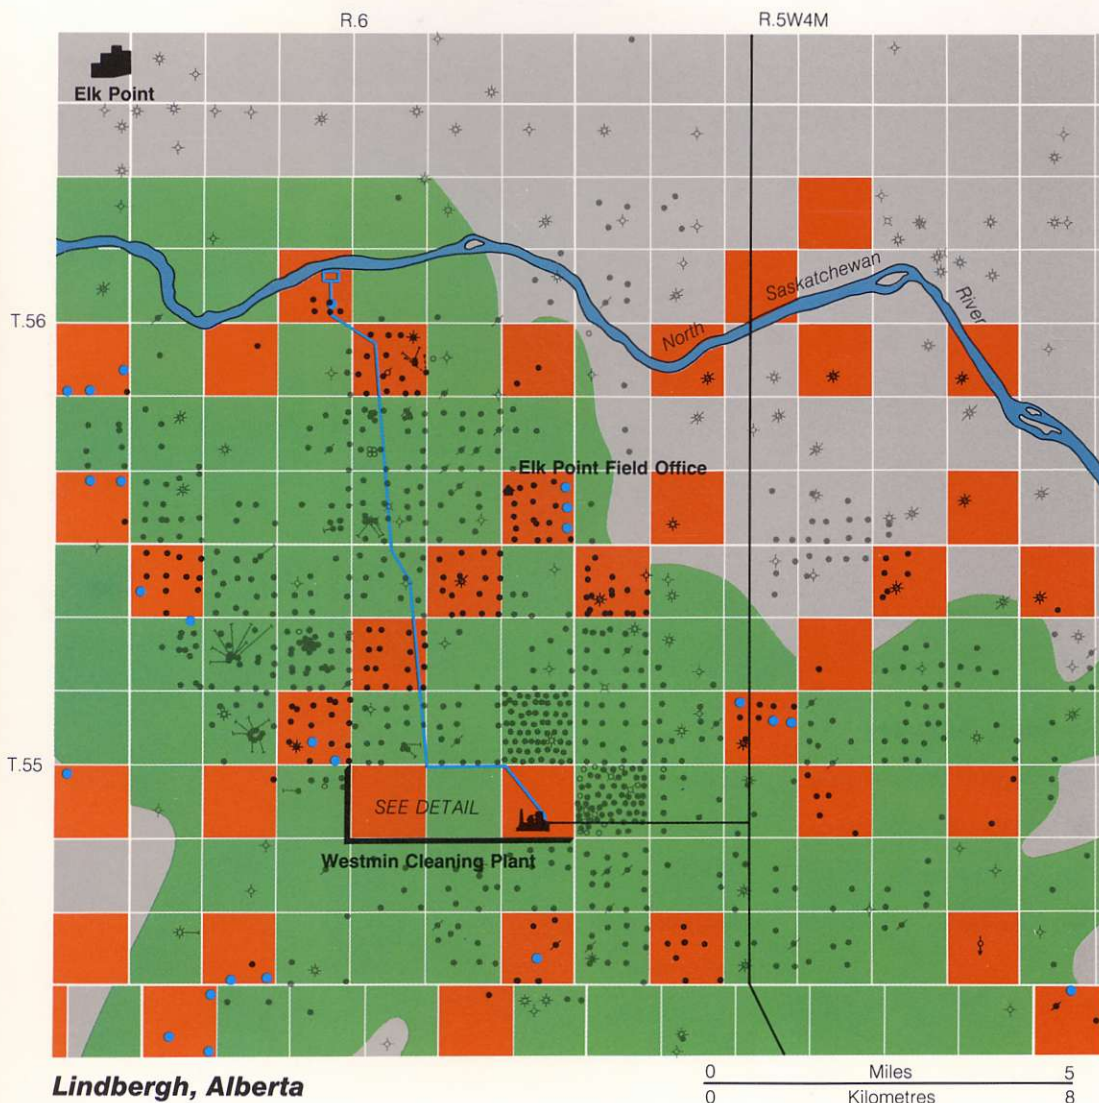 R.6
R.5W4M
Elk Point
North Saskatchewan River
T.56
Elk Point Field Office
T.55
SEE DETAIL
Westmin Cleaning Plant
Lindbergh, Alberta
0 Miles 5
0 Kilometres 8